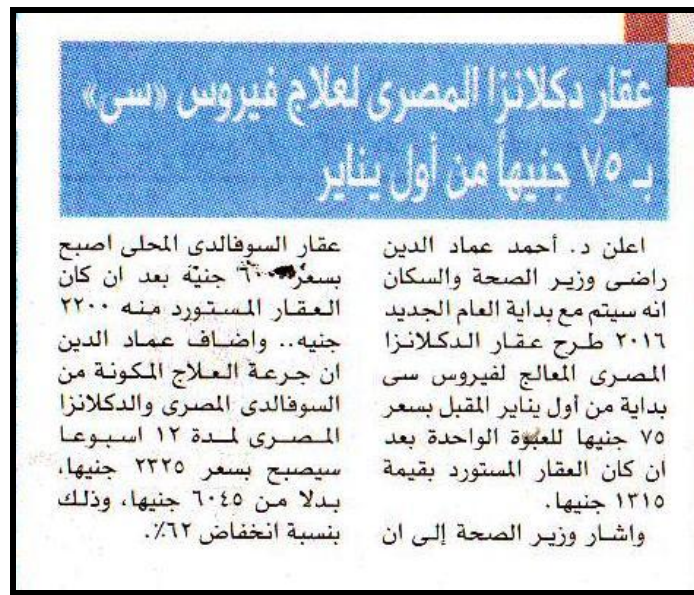 عقار دكلانزا المصرى لعلاج فيروس «سى»
بـ ٧٥ جنيهاً من أول يناير
اعلن د. أحمد عماد الدين
راضى وزير الصحة والسكان
انه سيتم مع بداية العام الجديد
٢٠١٦ طرح عقار الدكلانزا
المصرى المعالج لفيروس سى
بداية من أول يناير المقبل بسعر
٧٥ جنيها للعبوة الواحدة بعد
ان كان العقار المستورد بقيمة
١٣١٥ جنيها.
واشار وزير الصحة إلى ان
عقار السوفالدى المحلى اصبح
بسعر جنيه بعد ان كان
العقار المستورد منه ٢٢٠٠
جنيه.. واضاف عماد الدين
ان جرعة العلاج المكونة من
السوفالدى المصرى والدكلانزا
المصرى لمدة ١٢ اسبوعا
سيصبح بسعر ٢٣٢٥ جنيها،
بدلا من ٦٠٤٥ جنيها، وذلك
بنسبة انخفاض ٦٢٪.